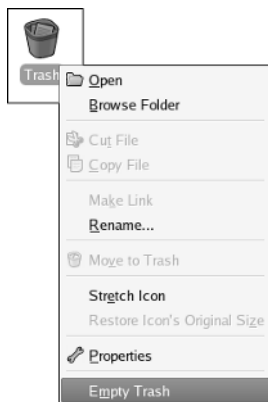 Trash
Open
Browse Folder
Cut File
Copy File
Make Link
Rename...
Move to Trash
Stretch Icon
Restore Icon's Original Size
Properties
Empty Trash